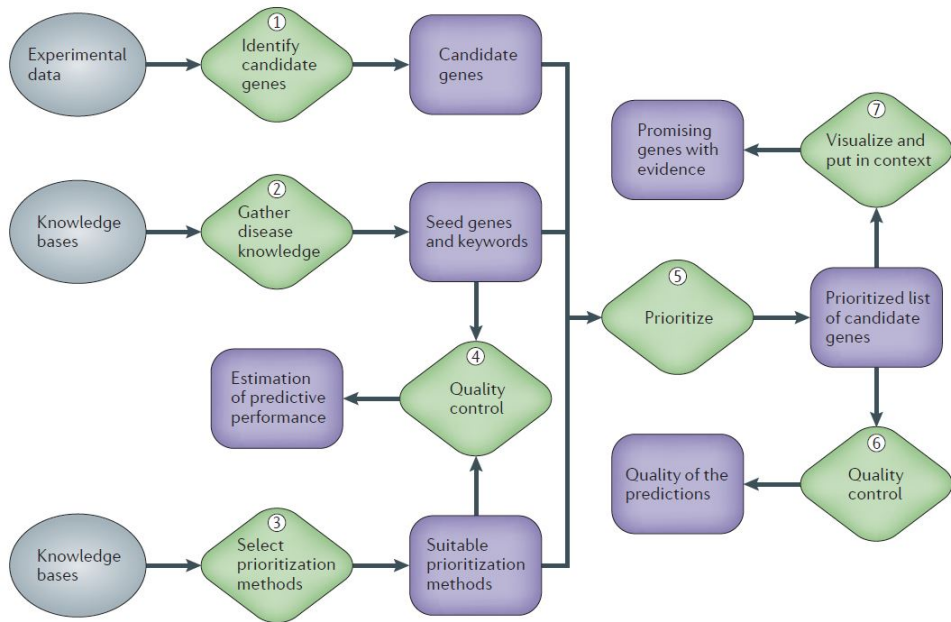 Experimental
data
①
Identify
candidate
genes
Candidate
genes
Knowledge
bases
②
Gather
disease
knowledge
Seed genes
and keywords
Estimation
of predictive
performance
④
Quality
control
Knowledge
bases
③
Select
prioritization
methods
Suitable
prioritization
methods
⑤
Prioritize
Prioritized list
of candidate
genes
⑦
Visualize and
put in context
Promising
genes with
evidence
⑥
Quality
control
Quality of the
predictions